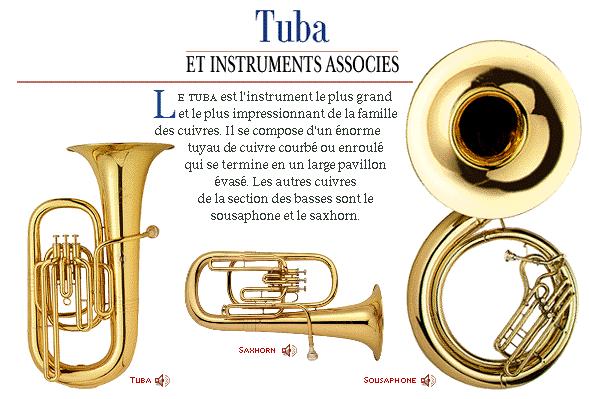 Tuba
ET INSTRUMENTS ASSOCIES
LE TUBA est l'instrument le plus grand
et le plus impressionnant de la famille
des cuivres. Il se compose d'un énorme
tuyau de cuivre courbé ou enroulé
qui se termine en un large pavillon
évasé. Les autres cuivres
de la section des basses sont le
sousaphone et le saxhorn.
SAXHORN
TUBA
SOUSAPHONE